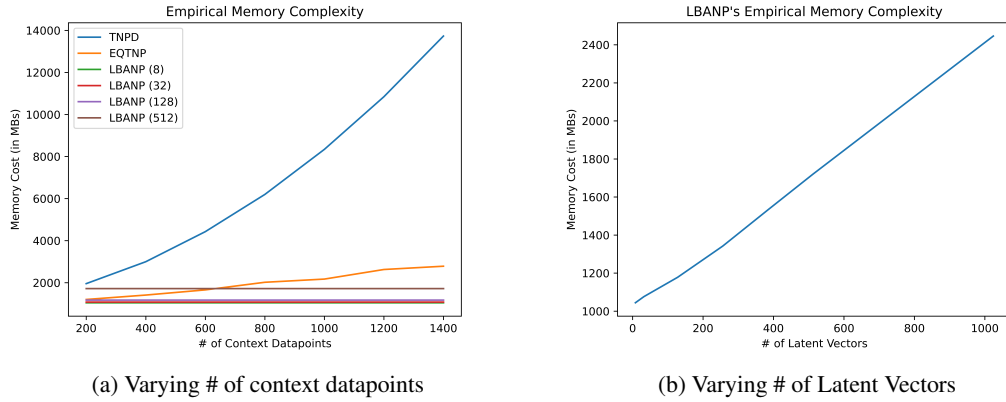 Empirical Memory Complexity
14000
12000
10000
8000
6000
4000
2000
Memory Cost (in MBs)
TNPD
EQTNP
LBANP (8)
LBANP (32)
LBANP (128)
LBANP (512)
200 400 600 800 1000 1200 1400
# of Context Datapoints
(a) Varying # of context datapoints
LBANP's Empirical Memory Complexity
2400
2200
2000
1800
1600
1400
1200
1000
Memory Cost (in MBs)
0 200 400 600 800 1000
# of Latent Vectors
(b) Varying # of Latent Vectors